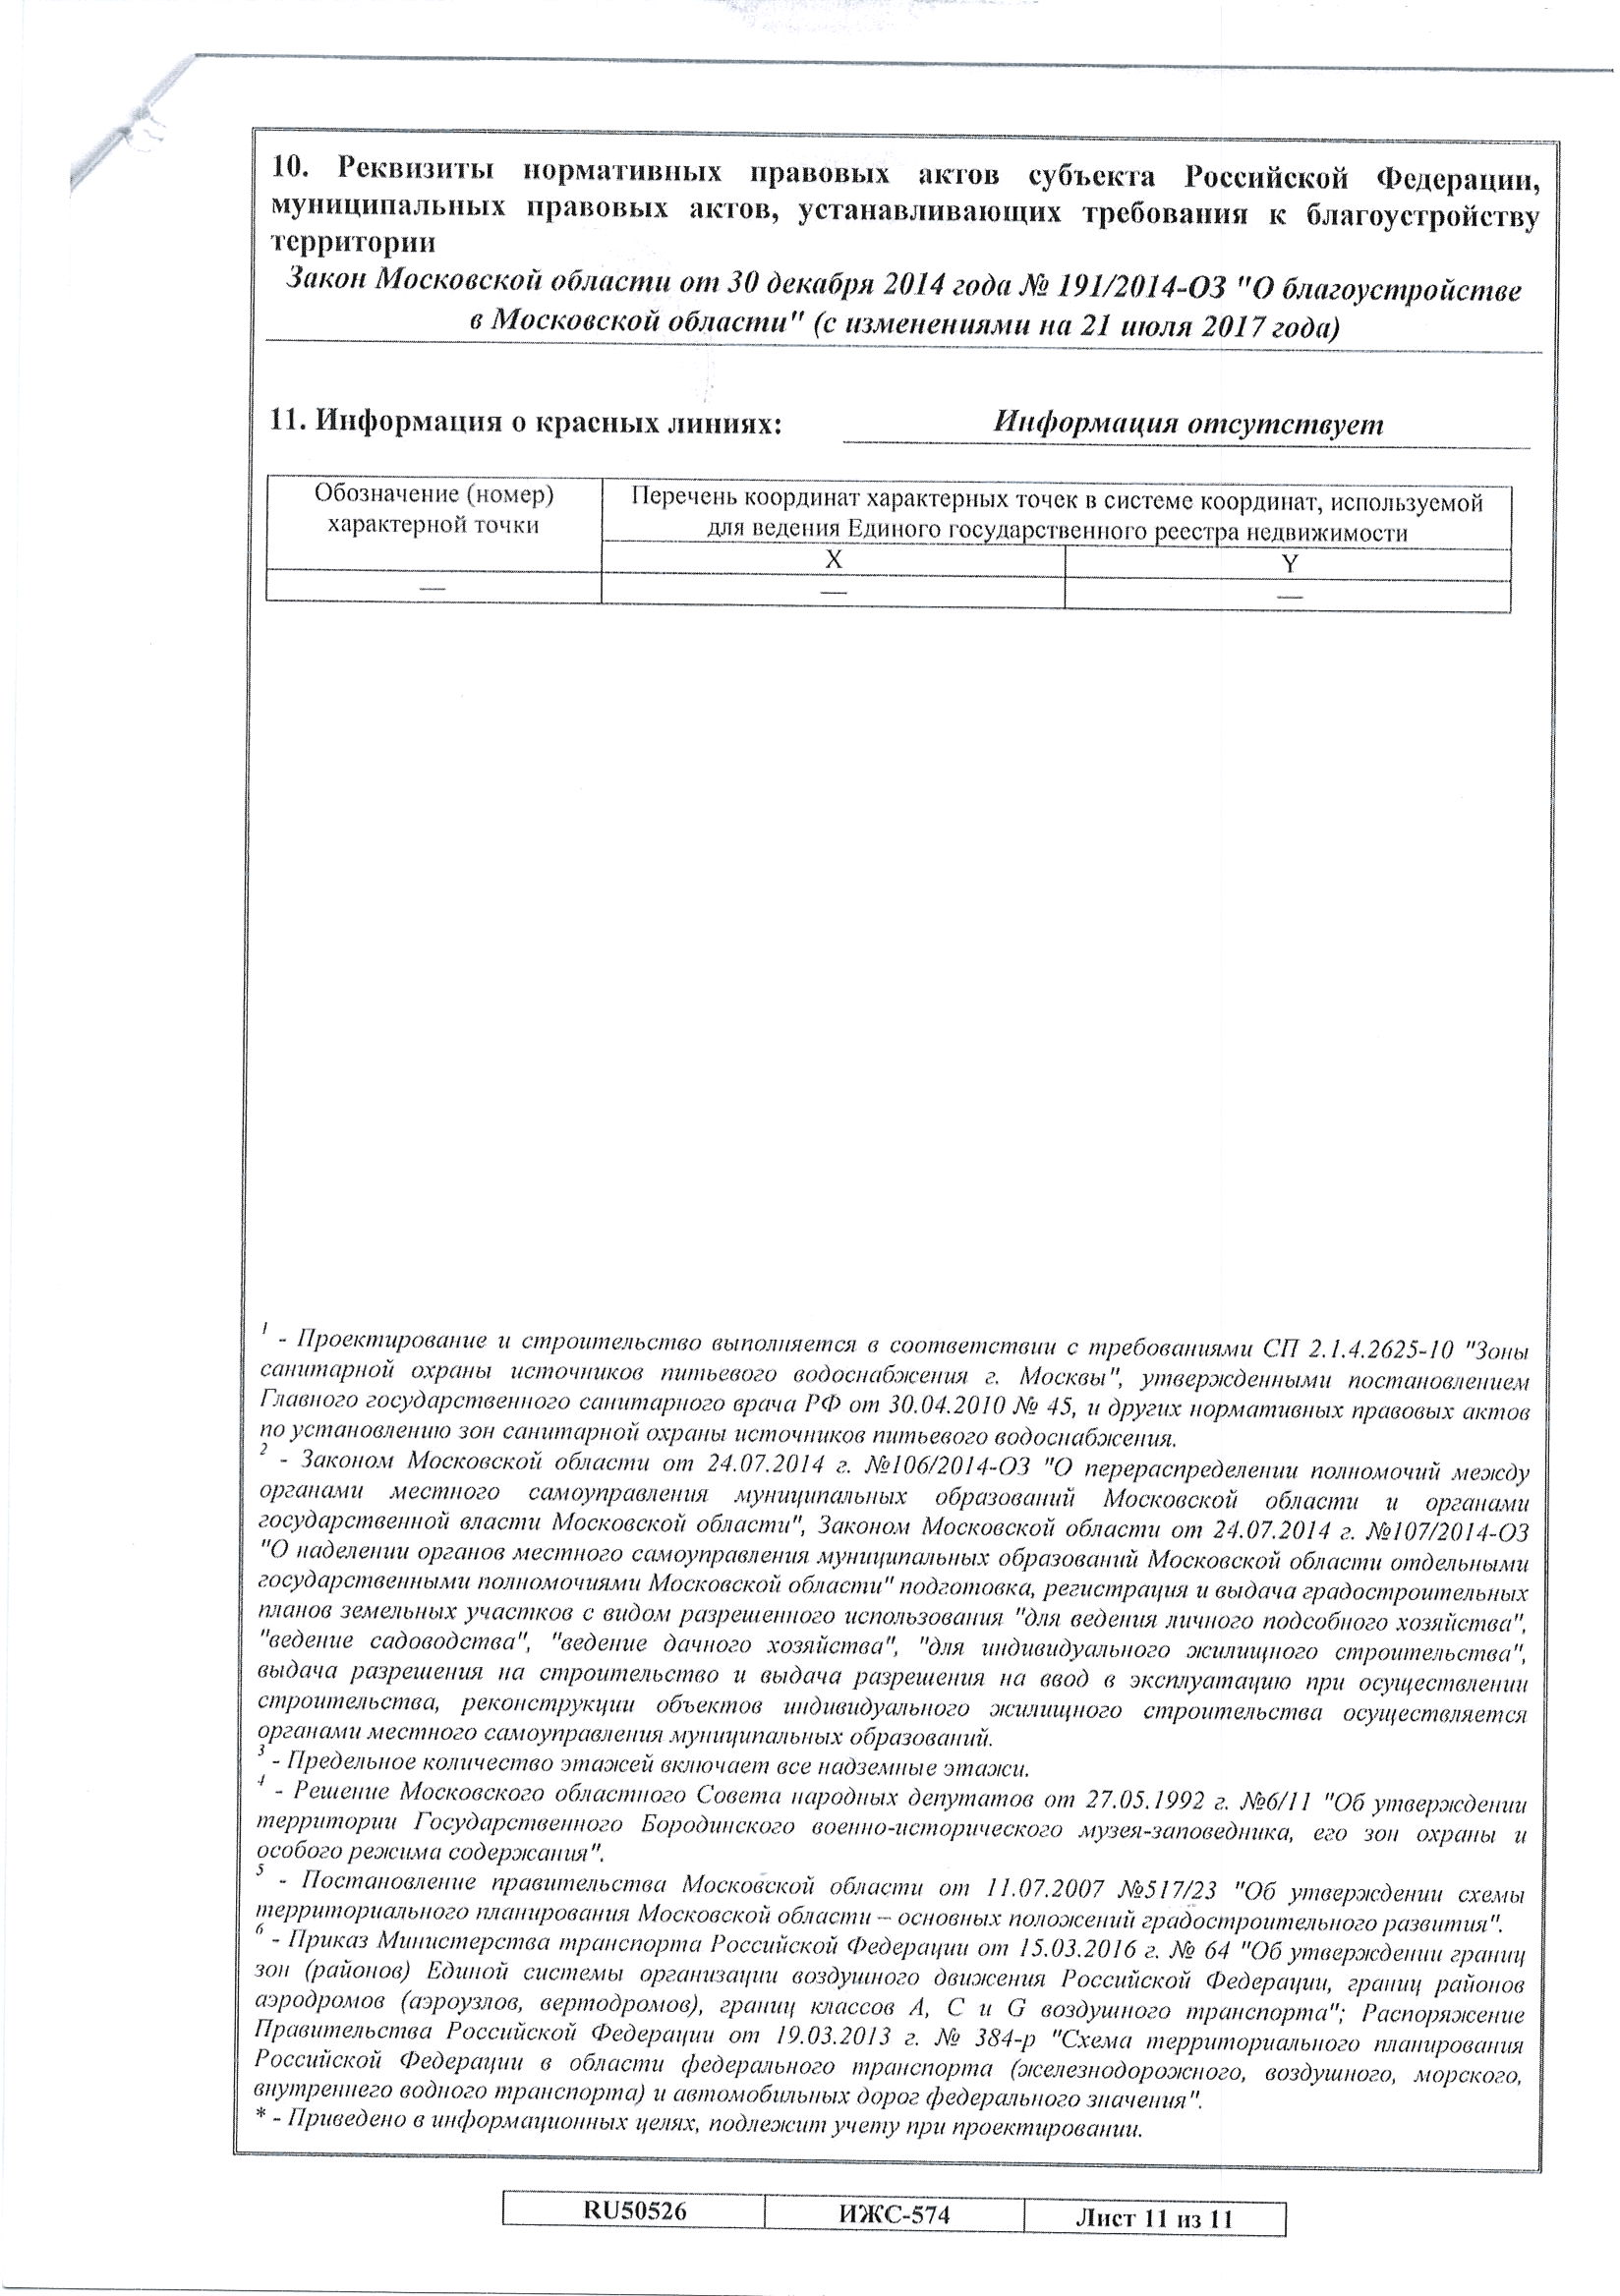 10. Реквизиты нормативных правовых актов субъекта Российской Федерации,
муниципальных правовых актов, устанавливающих требования к благоустройству
территории
Закон Московской области от 30 декабря 2014 года № 191/2014-ОЗ "О благоустройстве
в Московской области" (с изменениями на 21 июля 2017 года)
11. Информация о красных линиях: Информация отсутствует
Обозначение (номер)
характерной точки
Перечень координат характерных точек в системе координат, используемой
для ведения Единого государственного реестра недвижимости
X Y
— — —
1 - Проектирование и строительство выполняется в соответствии с требованиями СП 2.1.4.2625-10 "Зоны
санитарной охраны источников питьевого водоснабжения г. Москвы", утвержденными постановлением
Главного государственного санитарного врача РФ от 30.04.2010 № 45, и других нормативных правовых актов
по установлению зон санитарной охраны источников питьевого водоснабжения.
2 - Законом Московской области от 24.07.2014 г. №106/2014-ОЗ "О перераспределении полномочий между
органами местного самоуправления муниципальных образований Московской области и органами
государственной власти Московской области", Законом Московской области от 24.07.2014 г. №107/2014-ОЗ
"О наделении органов местного самоуправления муниципальных образований Московской области отдельными
государственными полномочиями Московской области" подготовка, регистрация и выдача градостроительных
планов земельных участков с видом разрешенного использования "для ведения личного подсобного хозяйства",
"ведение садоводства", "ведение дачного хозяйства", "для индивидуального жилищного строительства",
выдача разрешения на строительство и выдача разрешения на ввод в эксплуатацию при осуществлении
строительства, реконструкции объектов индивидуального жилищного строительства осуществляется
органами местного самоуправления муниципальных образований.
3 - Предельное количество этажей включает все надземные этажи.
4 - Решение Московского областного Совета народных депутатов от 27.05.1992 г. №6/11 "Об утверждении
территории Государственного Бородинского военно-исторического музея-заповедника, его зон охраны и
особого режима содержания".
5 - Постановление правительства Московской области от 11.07.2007 №517/23 "Об утверждении схемы
территориального планирования Московской области – основных положений градостроительного развития".
6 - Приказ Министерства транспорта Российской Федерации от 15.03.2016 г. № 64 "Об утверждении границ
зон (районов) Единой системы организации воздушного движения Российской Федерации, границ районов
аэродромов (аэроузлов, вертодромов), границ классов A, C и G воздушного транспорта"; Распоряжение
Правительства Российской Федерации от 19.03.2013 г. № 384-р "Схема территориального планирования
Российской Федерации в области федерального транспорта (железнодорожного, воздушного, морского,
внутреннего водного транспорта) и автомобильных дорог федерального значения".
* - Приведено в информационных целях, подлежит учету при проектировании.
RU50526 ИЖС-574 Лист 11 из 11